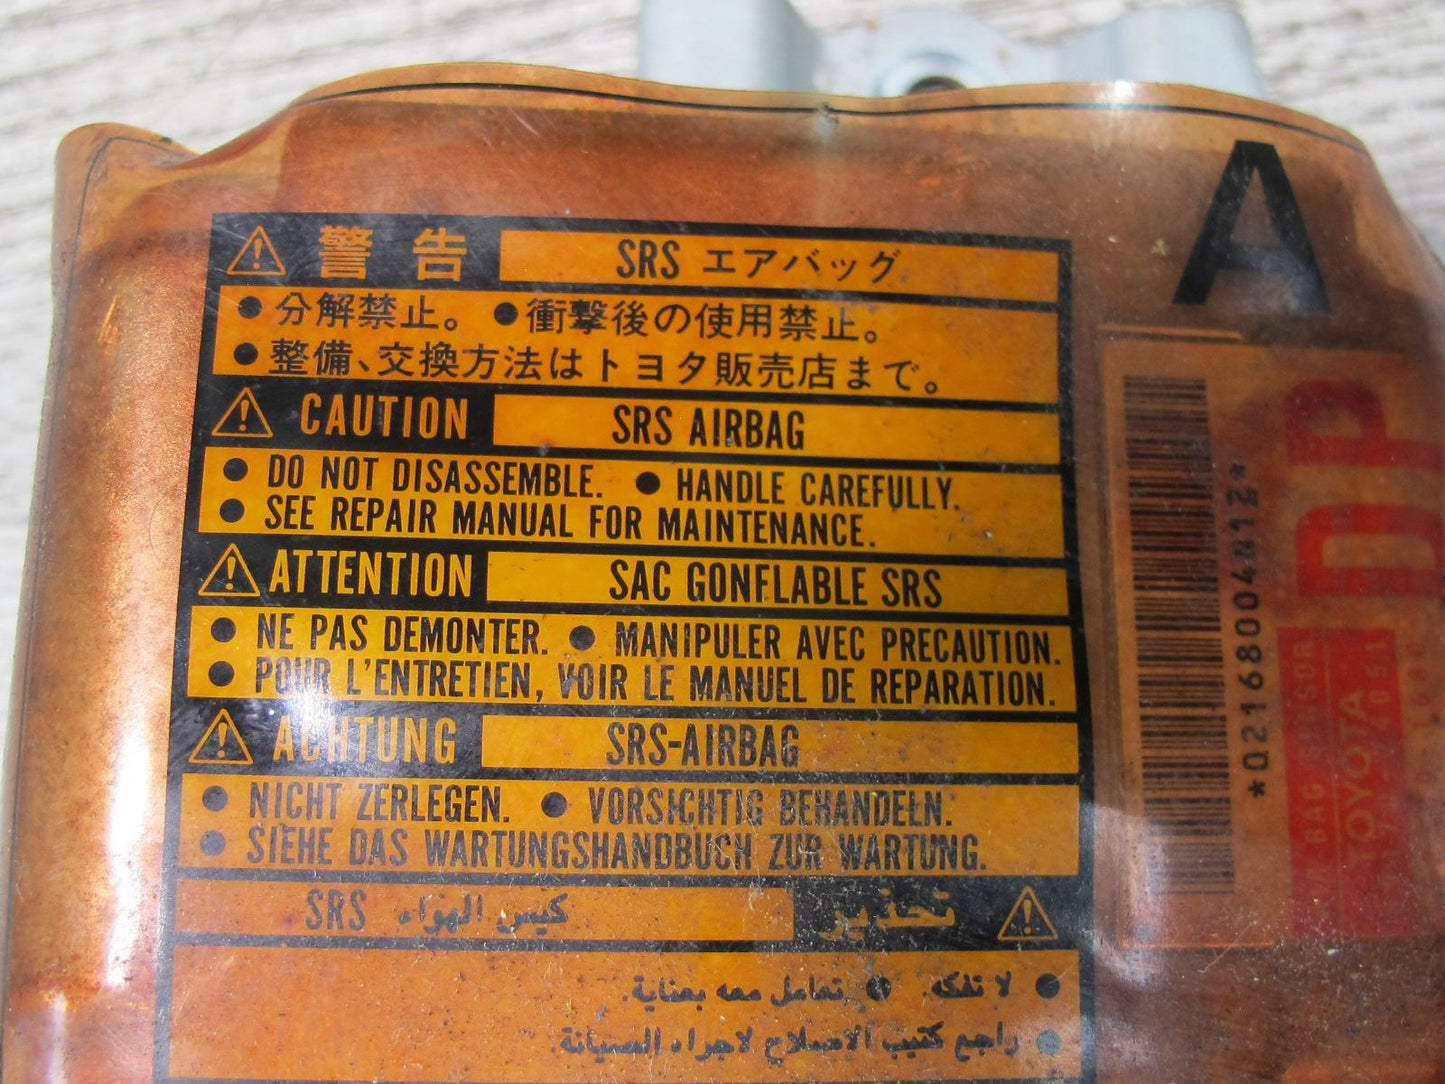 A
警 告 SRS エアバッグ
●分解禁止。 ●衝撃後の使用禁止。
●整備、交換方法はトヨタ販売店まで。
CAUTION SRS AIRBAG
● DO NOT DISASSEMBLE. ● HANDLE CAREFULLY.
● SEE REPAIR MANUAL FOR MAINTENANCE.
ATTENTION SAC GONFLABLE SRS
● NE PAS DEMONTER. ● MANIPULER AVEC PRECAUTION.
● POUR L'ENTRETIEN, VOIR LE MANUEL DE REPARATION.
ACHTUNG SRS-AIRBAG
● NICHT ZERLEGEN. ● VORSICHTIG BEHANDELN.
● SIEHE DAS WARTUNGSHANDBUCH ZUR WARTUNG.
تحذير كيس الهواء SRS
● لا تفكه. ● تعامل معه بعناية.
● راجع كتيب الاصلاح لاجراء الصيانة.
DP
BAG
TOYOTA